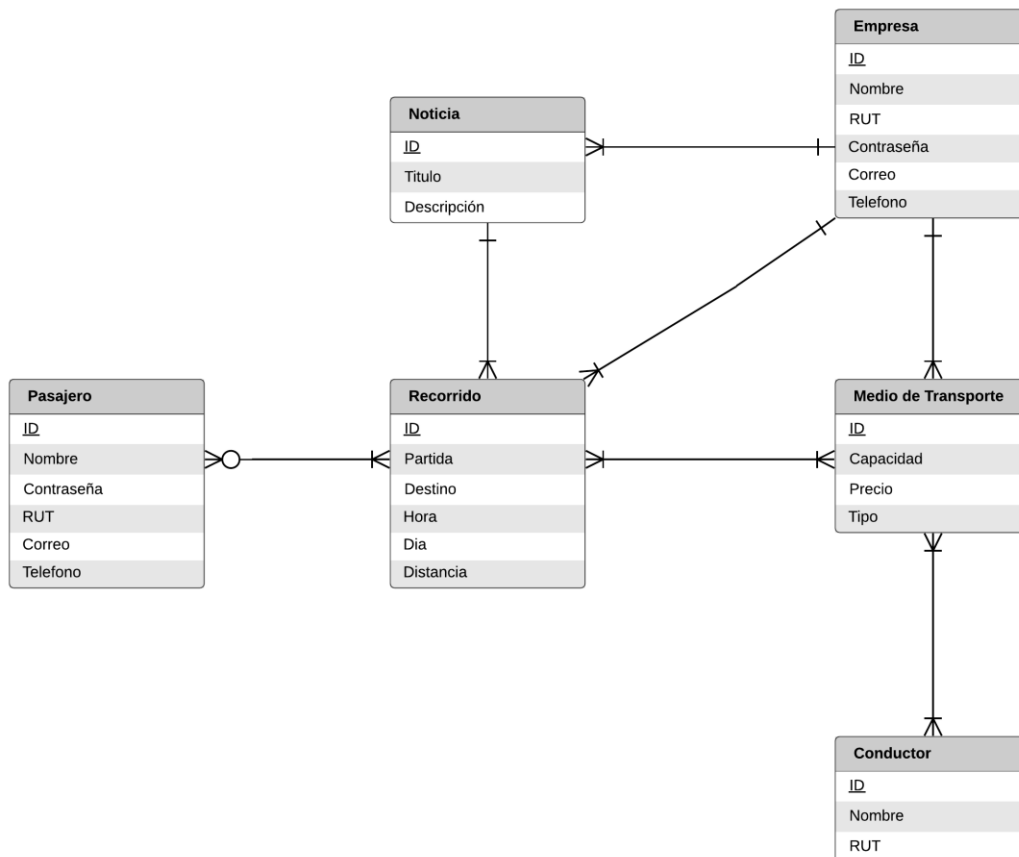 Empresa
ID
Nombre
RUT
Contraseña
Correo
Telefono
Noticia
ID
Titulo
Descripción
Pasajero
ID
Nombre
Contraseña
RUT
Correo
Telefono
Recorrido
ID
Partida
Destino
Hora
Dia
Distancia
Medio de Transporte
ID
Capacidad
Precio
Tipo
Conductor
ID
Nombre
RUT